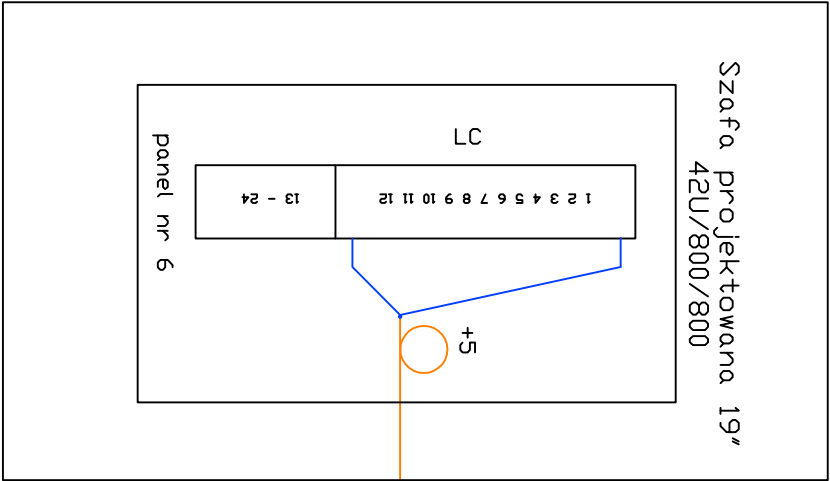 Szafa projektowana 19"
42U/800/800
LC
1 2 3 4 5 6 7 8 9 10 11 12
13 - 24
panel nr 6
+5